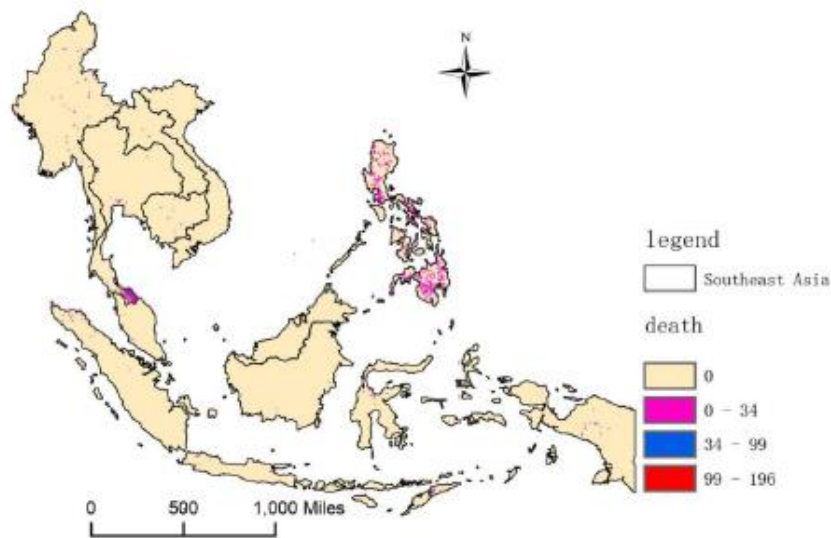 N
legend
Southeast Asia
death
0
0 - 34
34 - 99
99 - 196
0 500 1,000 Miles